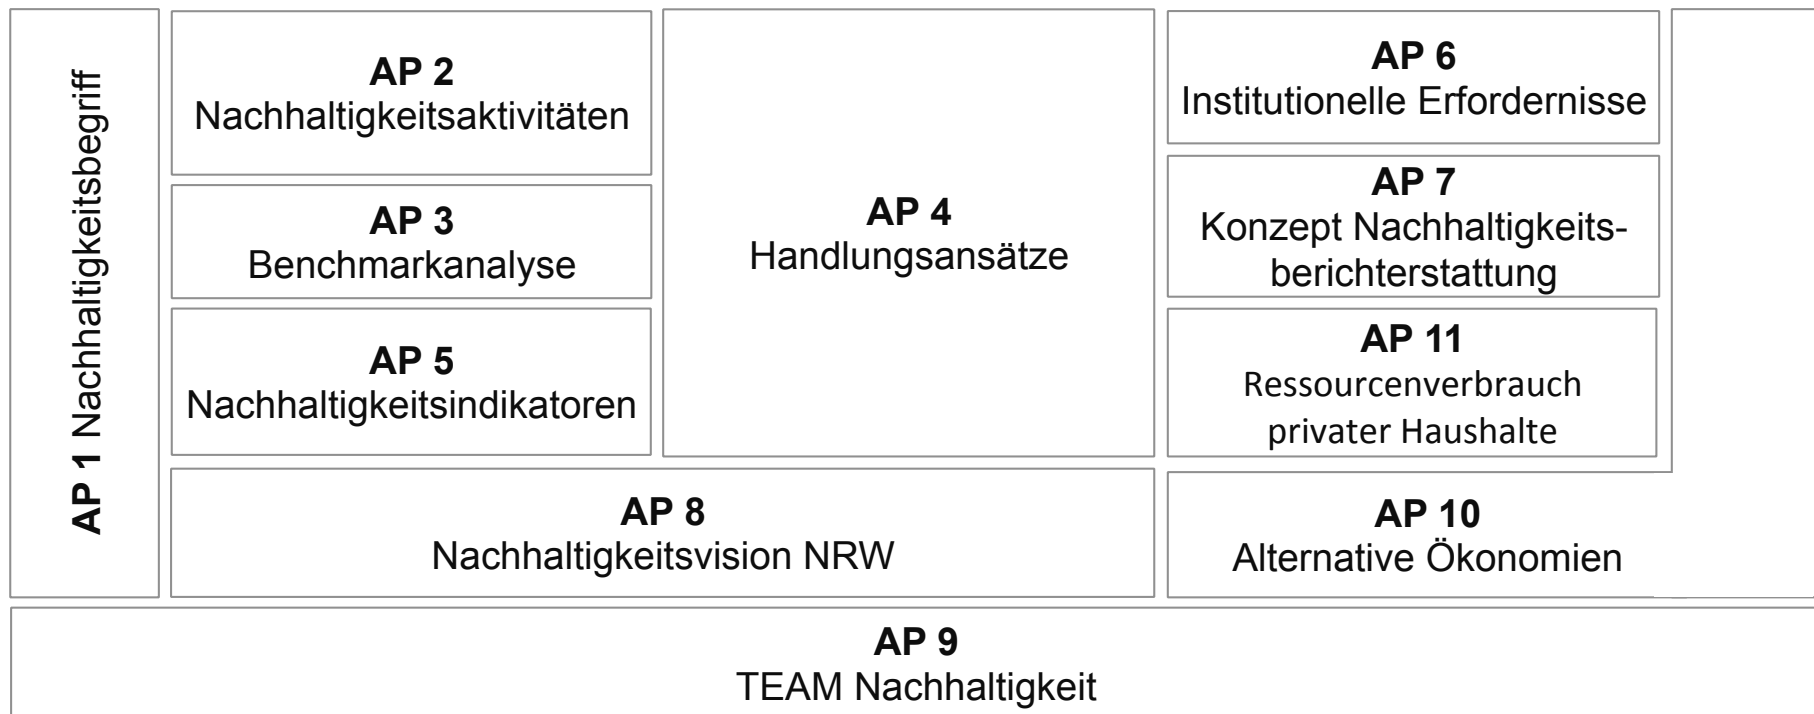 AP 1 Nachhaltigkeitsbegriff
AP 2
Nachhaltigkeitsaktivitäten
AP 3
Benchmarkanalyse
AP 5
Nachhaltigkeitsindikatoren
AP 4
Handlungsansätze
AP 6
Institutionelle Erfordernisse
AP 7
Konzept Nachhaltigkeits-
berichterstattung
AP 11
Ressourcenverbrauch
privater Haushalte
AP 8
Nachhaltigkeitsvision NRW
AP 10
Alternative Ökonomien
AP 9
TEAM Nachhaltigkeit